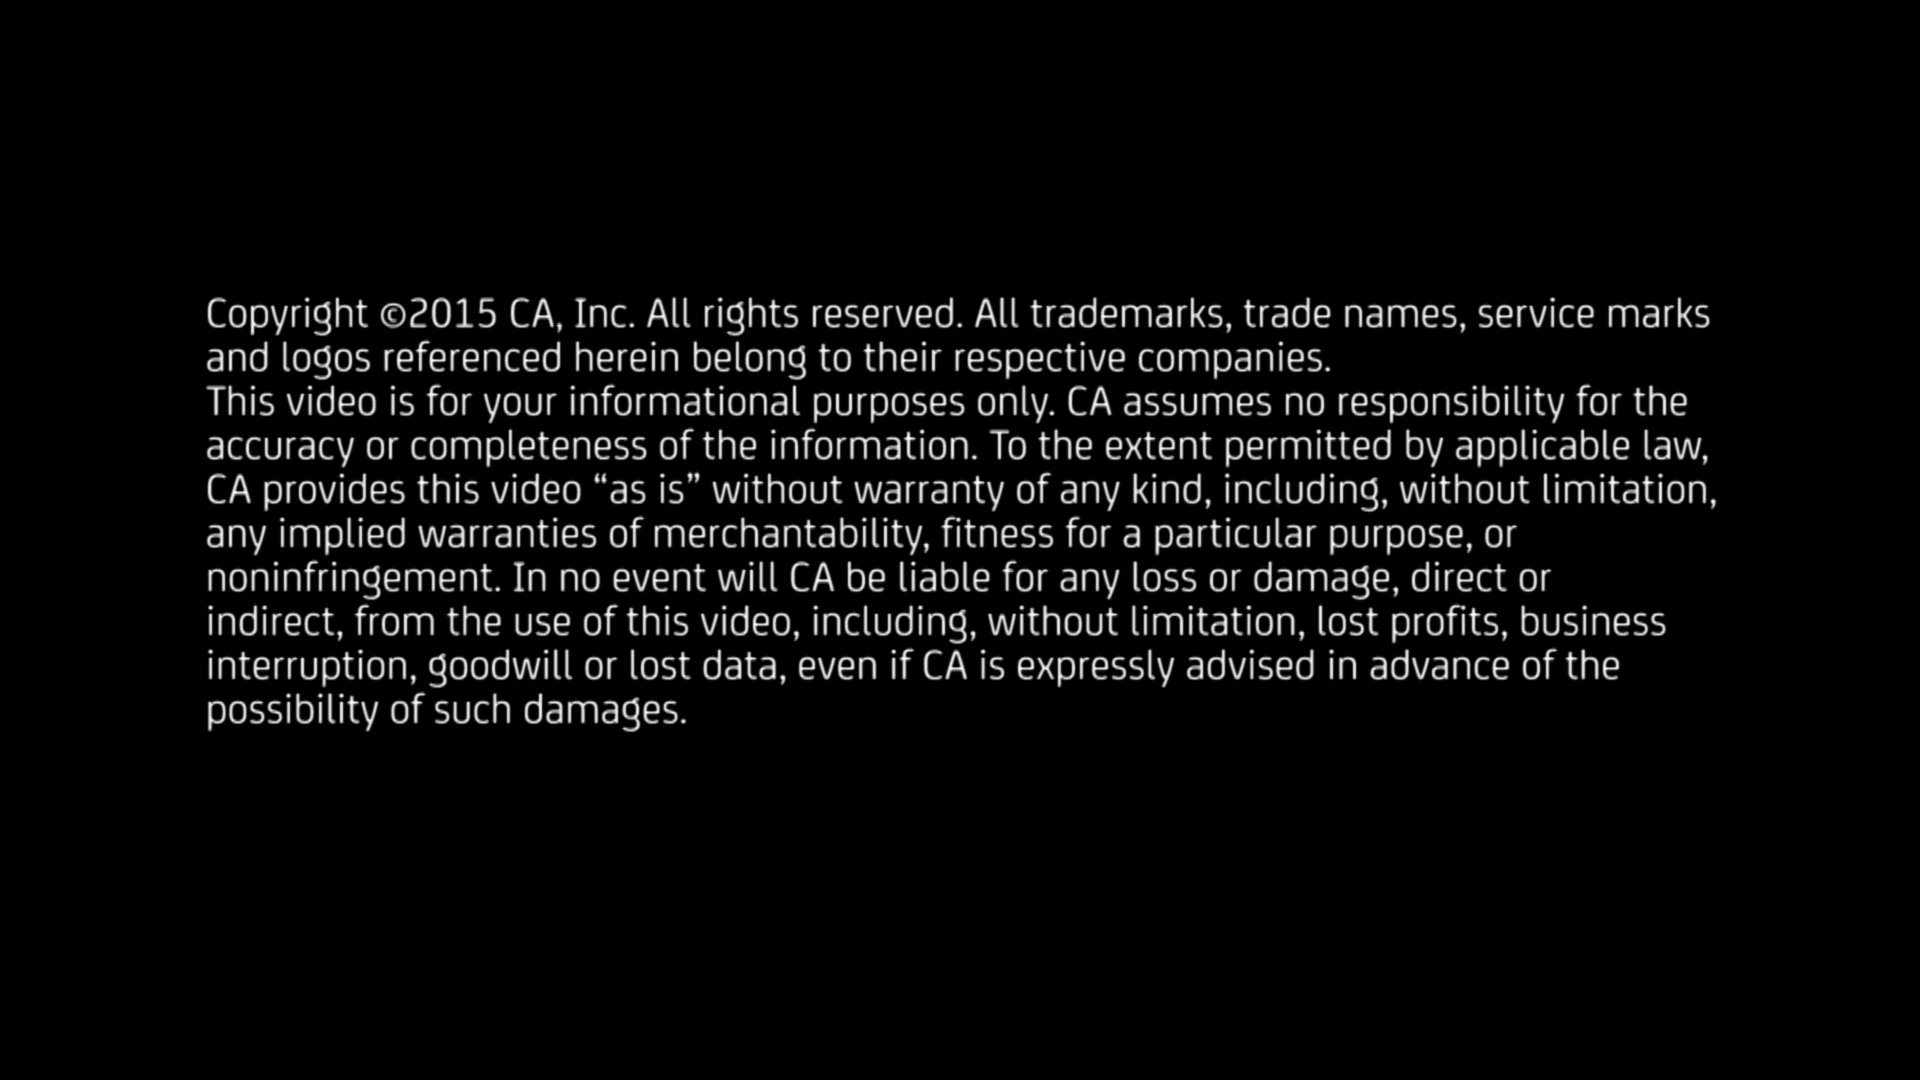 Copyright ©2015 CA, Inc. All rights reserved. All trademarks, trade names, service marks
and logos referenced herein belong to their respective companies.
This video is for your informational purposes only. CA assumes no responsibility for the
accuracy or completeness of the information. To the extent permitted by applicable law,
CA provides this video “as is” without warranty of any kind, including, without limitation,
any implied warranties of merchantability, fitness for a particular purpose, or
noninfringement. In no event will CA be liable for any loss or damage, direct or
indirect, from the use of this video, including, without limitation, lost profits, business
interruption, goodwill or lost data, even if CA is expressly advised in advance of the
possibility of such damages.